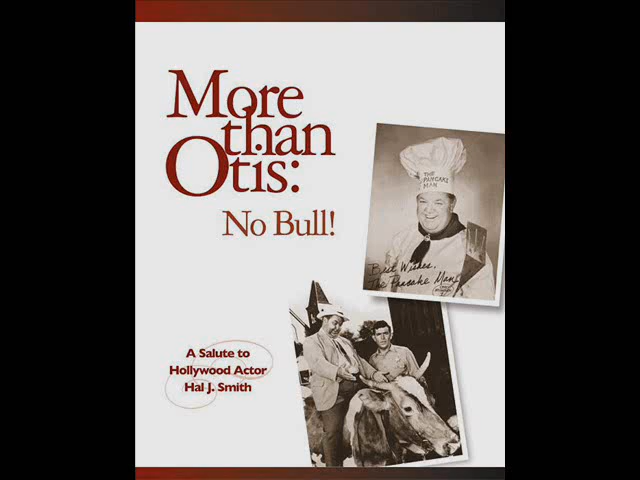 More
than
Otis:
No Bull!
THE
PANCAKE
MAN
Best Wishes,
The Pancake Man
A Salute to
Hollywood Actor
Hal J. Smith